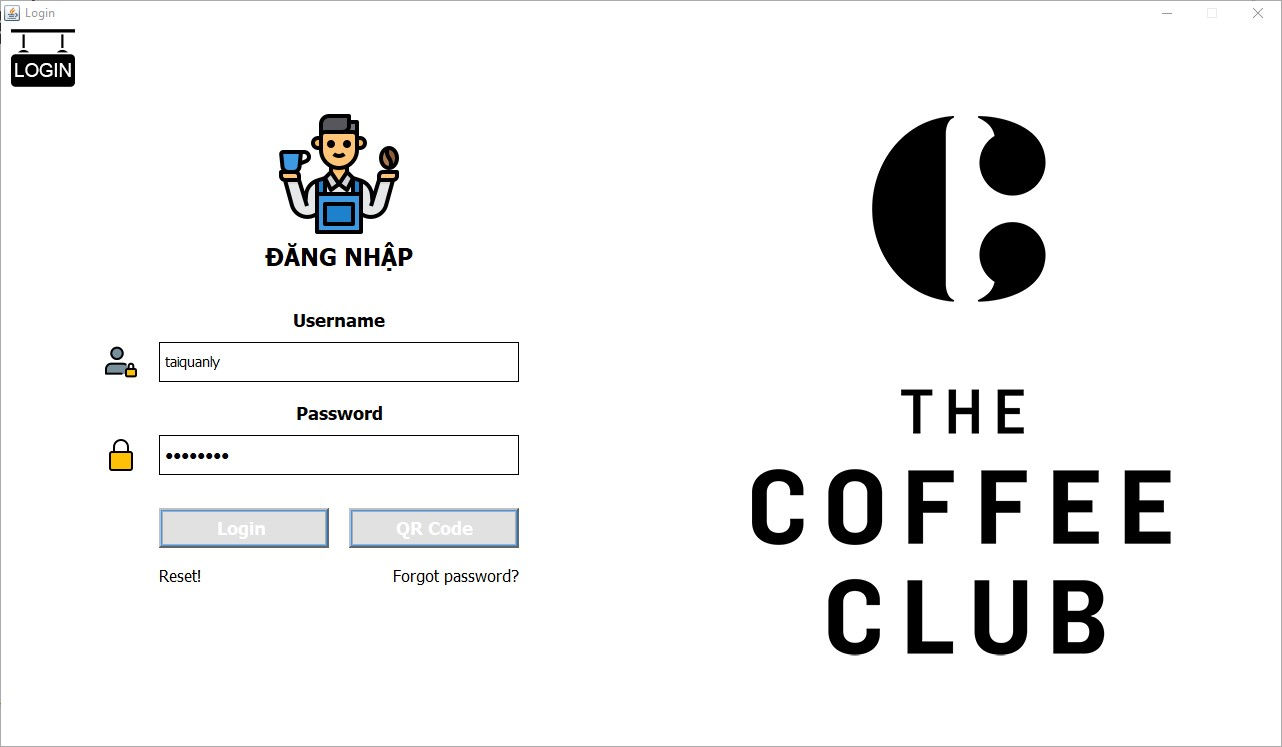 Login
LOGIN
ĐĂNG NHẬP
Username
taiquanly
Password
••••••••
Login
QR Code
Reset!
Forgot password?
THE
COFFEE
CLUB